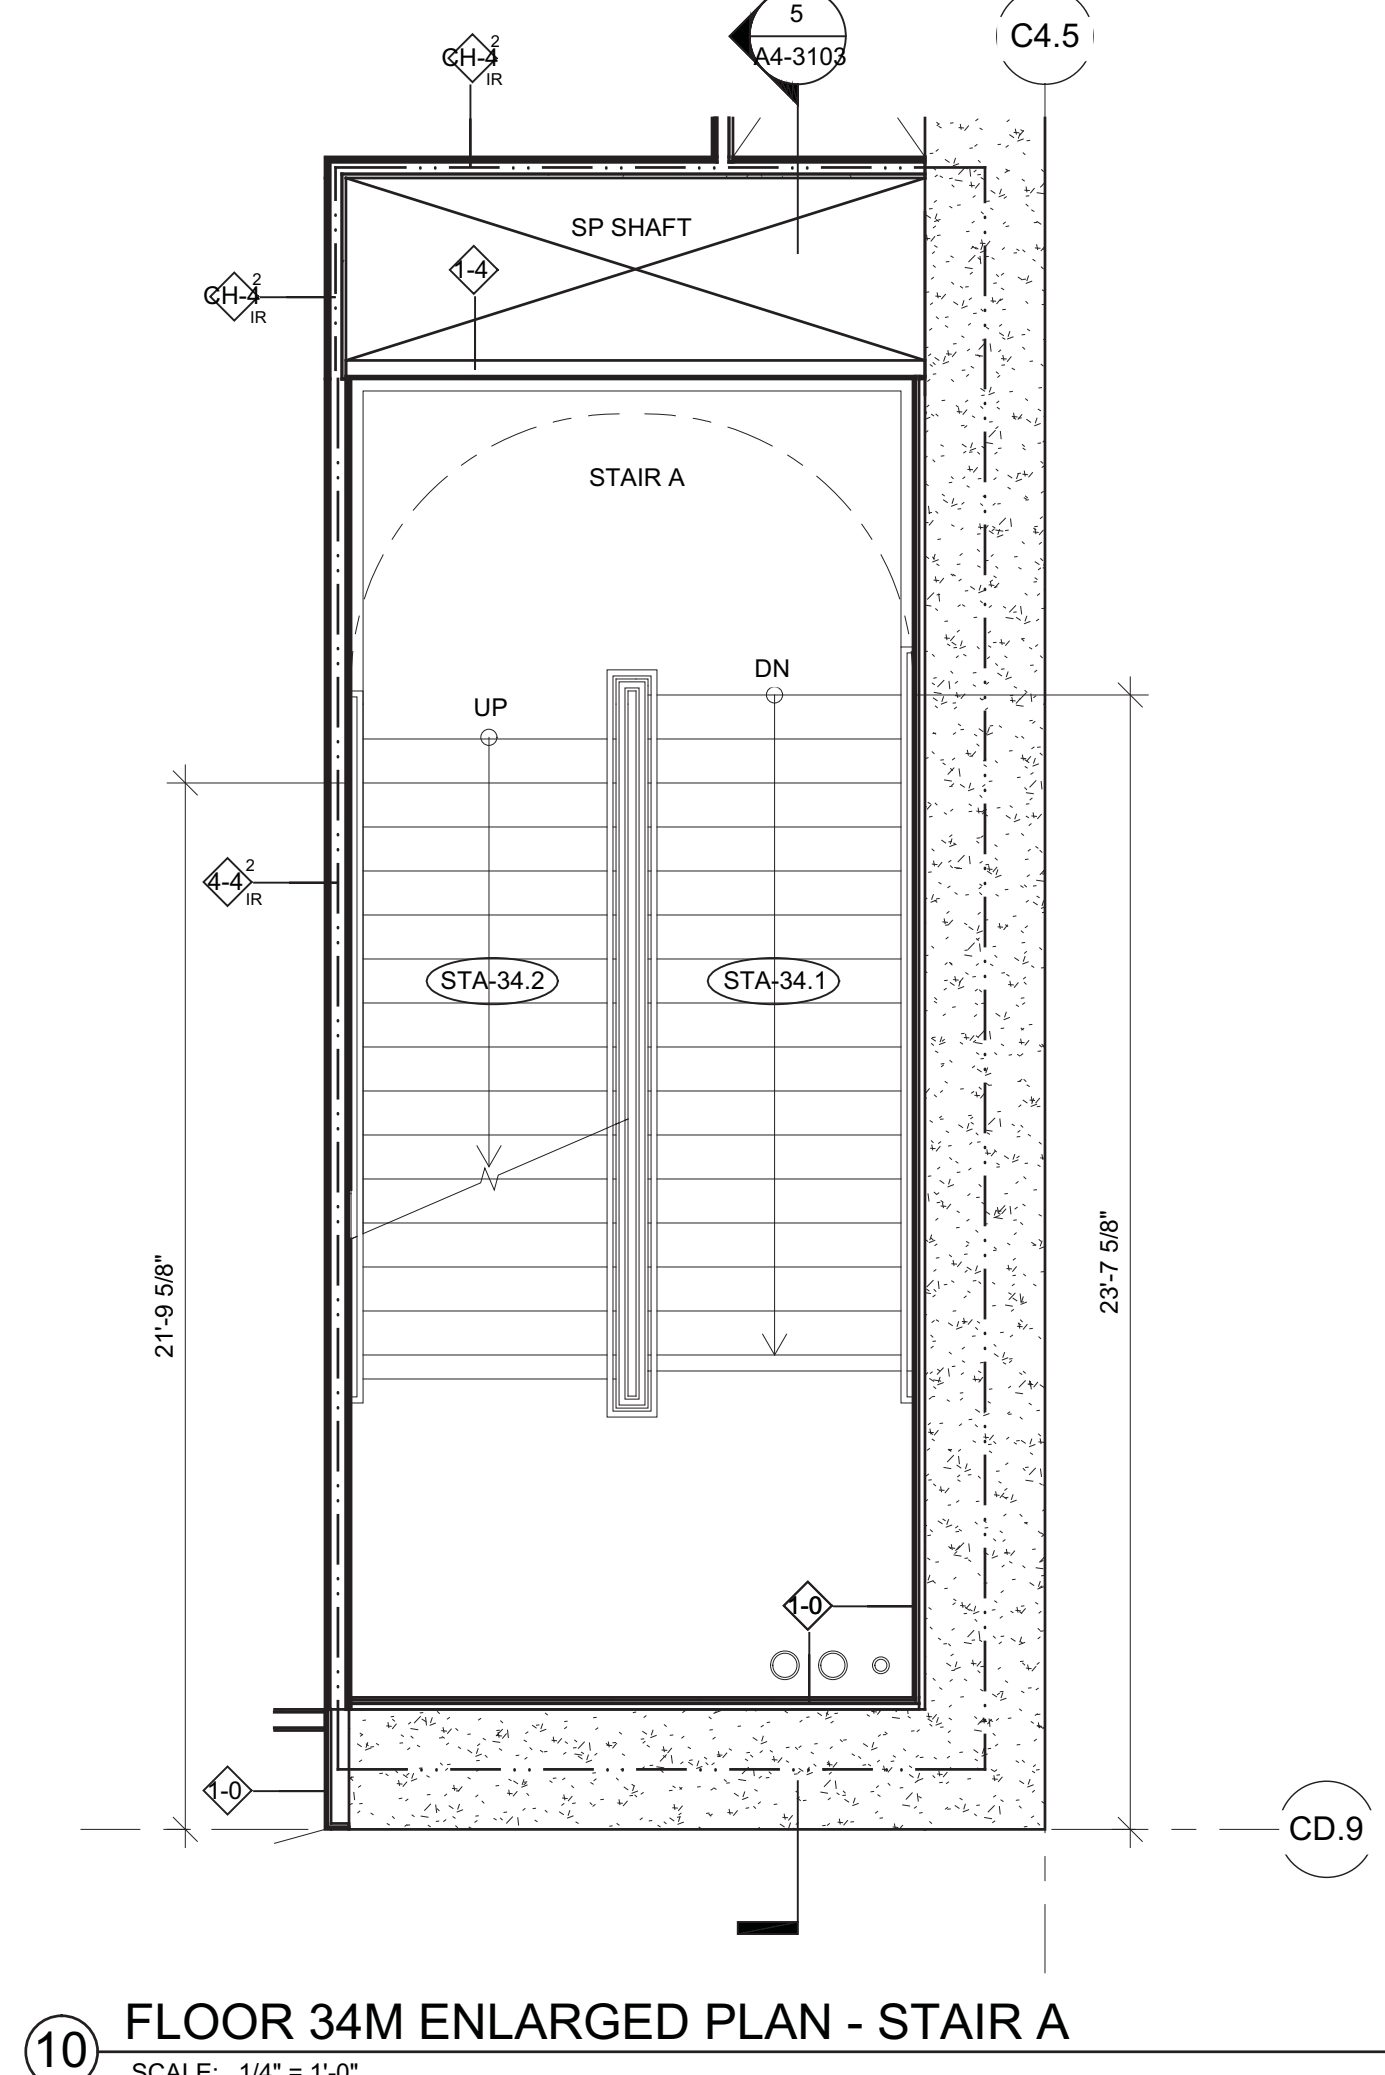 5
A4-3103
C4.5
CH-4
2
IR
SP SHAFT
1-4
CH-4
2
IR
STAIR A
DN
UP
4-4
2
IR
STA-34.2
STA-34.1
21'-9 5/8"
23'-7 5/8"
1-0
1-0
CD.9
10
FLOOR 34M ENLARGED PLAN - STAIR A
SCALE: 1/4" = 1'-0"